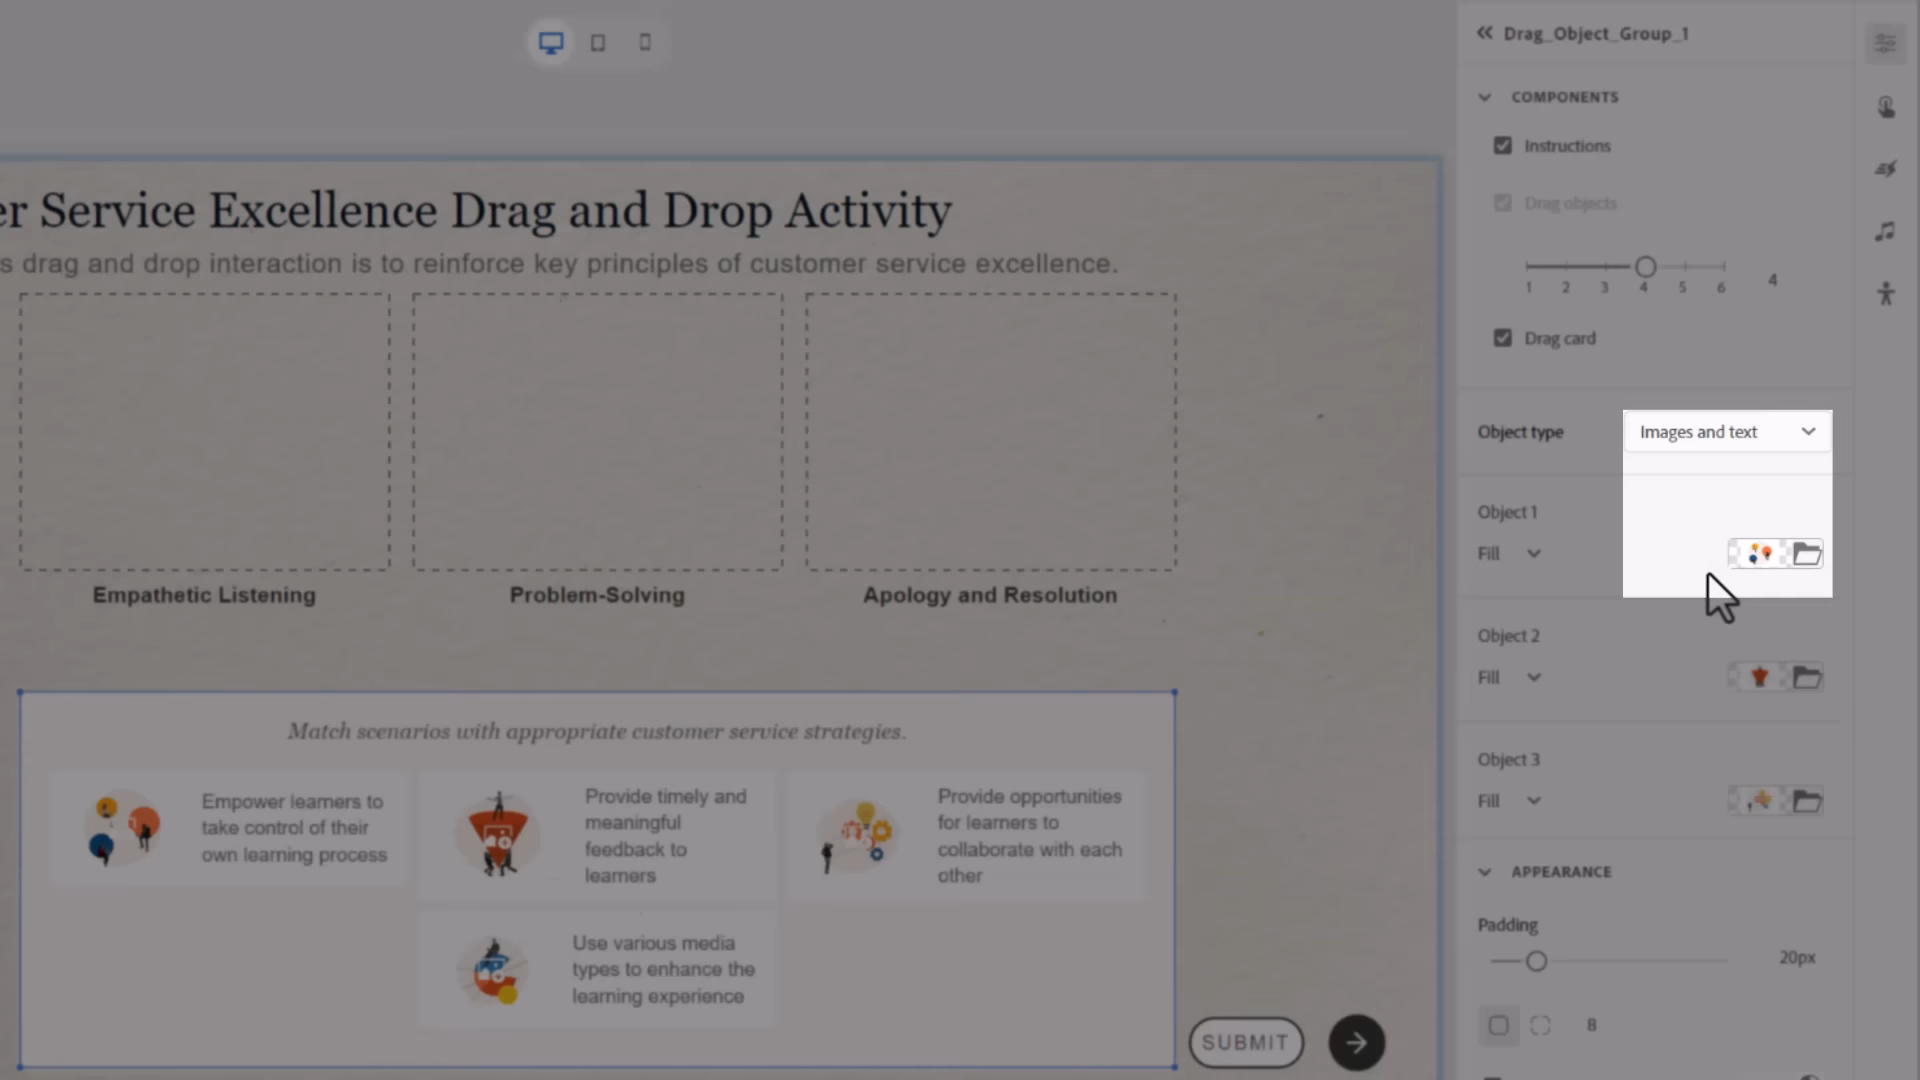 er Service Excellence Drag and Drop Activity
s drag and drop interaction is to reinforce key principles of customer service excellence.
Empathetic Listening
Problem-Solving
Apology and Resolution
Match scenarios with appropriate customer service strategies.
Empower learners to
take control of their
own learning process
Provide timely and
meaningful
feedback to
learners
Provide opportunities
for learners to
collaborate with each
other
Use various media
types to enhance the
learning experience
SUBMIT
Drag_Object_Group_1
COMPONENTS
Instructions
Drag objects
1 2 3 4 5 6
4
Drag card
Object type
Images and text
Object 1
Fill
Object 2
Fill
Object 3
Fill
APPEARANCE
Padding
20px
8